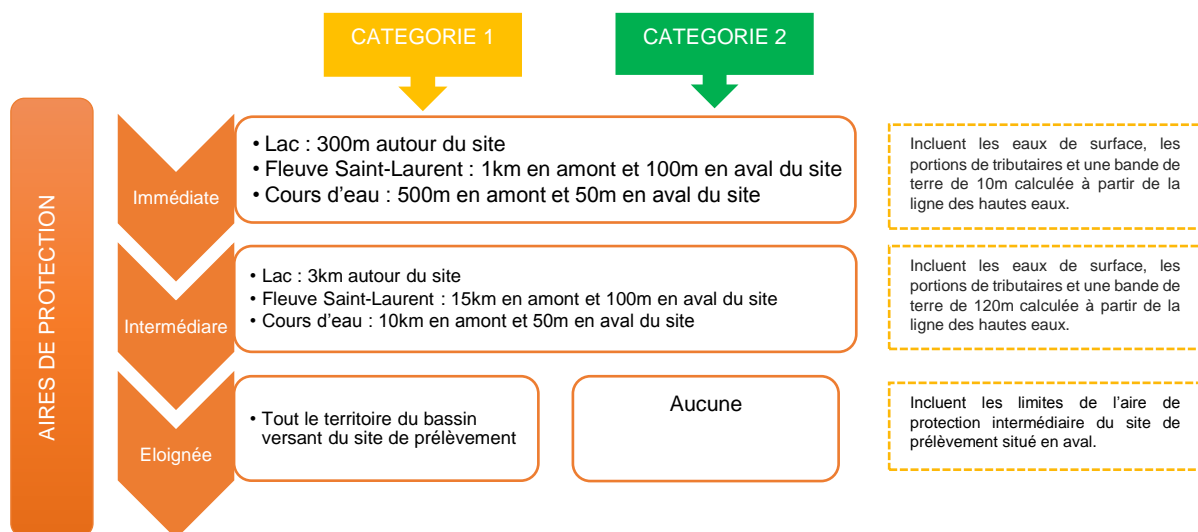 CATEGORIE 1
CATEGORIE 2
AIRES DE PROTECTION
Immédiate
• Lac : 300m autour du site
• Fleuve Saint-Laurent : 1km en amont et 100m en aval du site
• Cours d'eau : 500m en amont et 50m en aval du site
Incluent les eaux de surface, les
portions de tributaires et une bande de
terre de 10m calculée à partir de la
ligne des hautes eaux.
Intermédiare
• Lac : 3km autour du site
• Fleuve Saint-Laurent : 15km en amont et 100m en aval du site
• Cours d'eau : 10km en amont et 50m en aval du site
Incluent les eaux de surface, les
portions de tributaires et une bande de
terre de 120m calculée à partir de la
ligne des hautes eaux.
Eloignée
• Tout le territoire du bassin
versant du site de prélèvement
Aucune
Incluent les limites de l'aire de
protection intermédiaire du site de
prélèvement situé en aval.